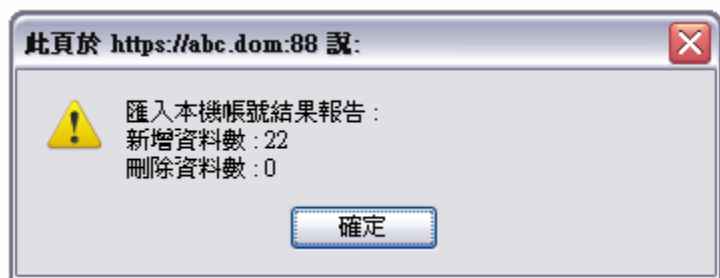 此頁於 https://abc.dom:88 說:
匯入本機帳號結果報告 :
新增資料數 : 22
刪除資料數 : 0
確定